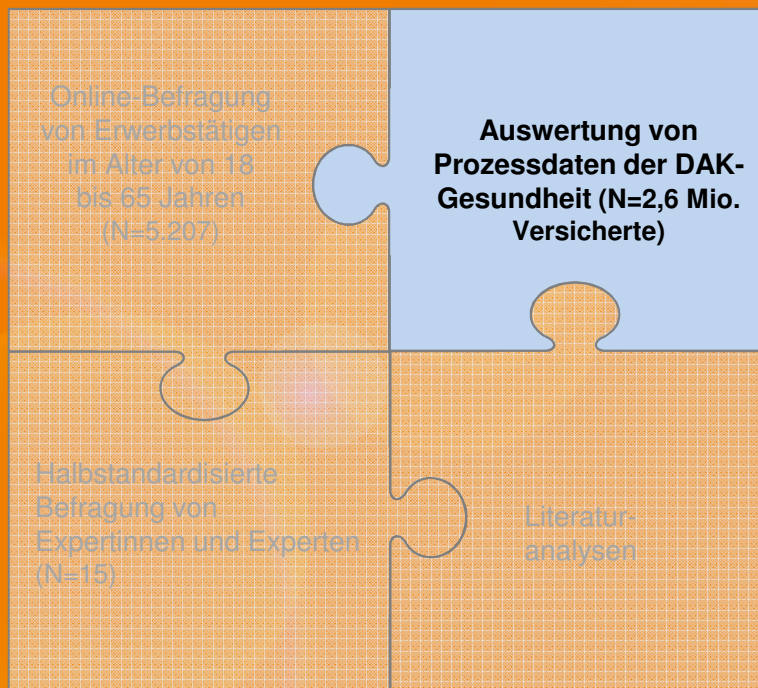 Online-Befragung
von Erwerbstätigen
im Alter von 18
bis 65 Jahren
(N=5.207)
Auswertung von
Prozessdaten der DAK-
Gesundheit (N=2,6 Mio.
Versicherte)
Halbstandardisierte
Befragung von
Expertinnen und Experten
(N=15)
Literatur-
analysen